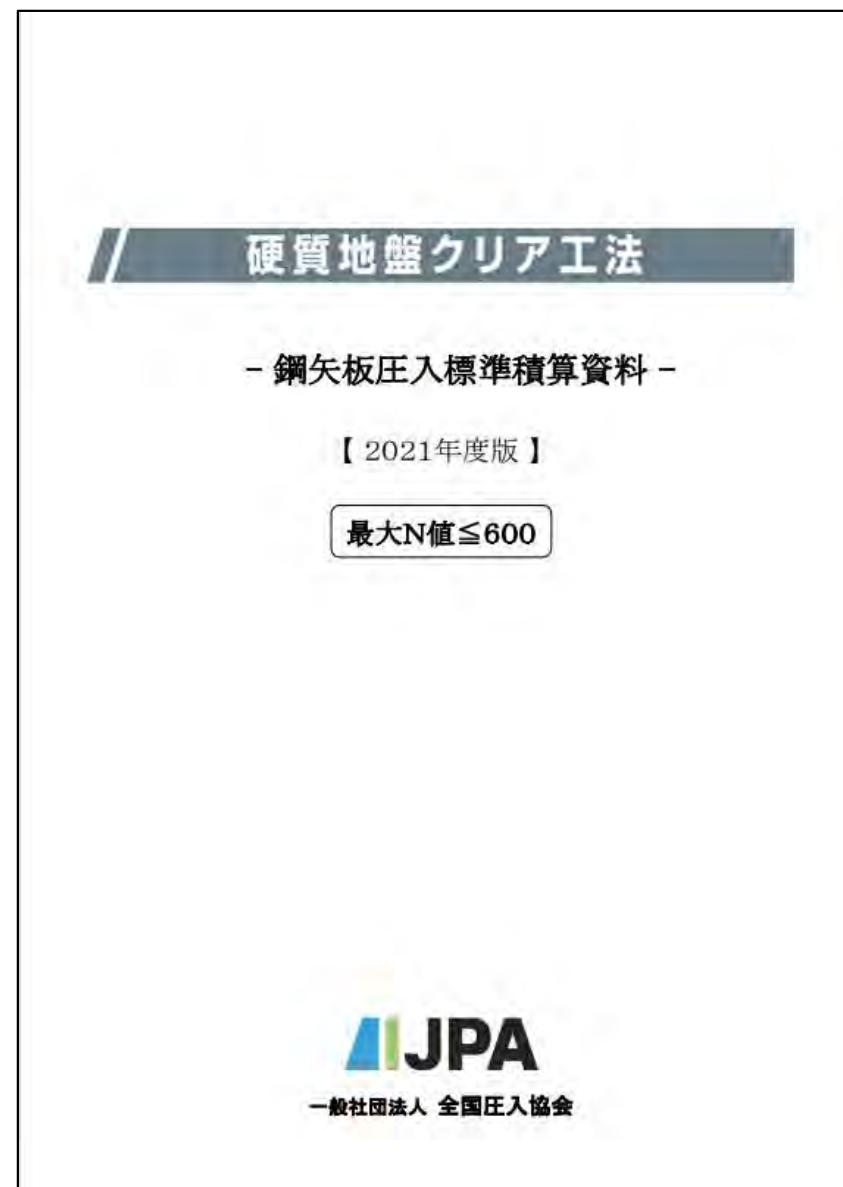 硬質地盤クリア工法
- 鋼矢板圧入標準積算資料 -
【 2021年度版 】
最大N値≦600
JPA
一般社団法人 全国圧入協会